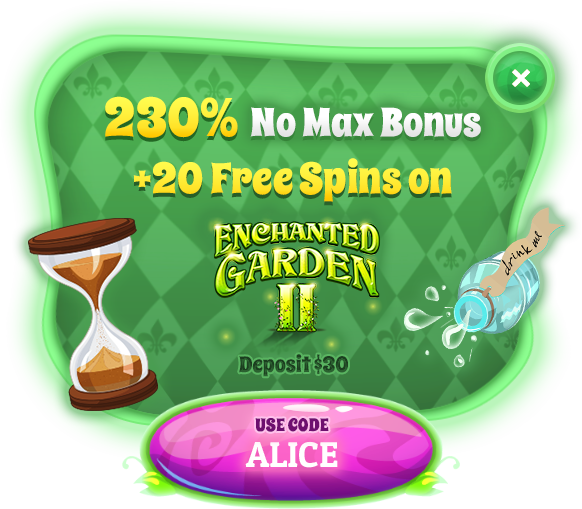 230% No Max Bonus
+20 Free Spins on
ENCHANTED
GARDEN
II
Deposit $30
drink me
USE CODE
ALICE